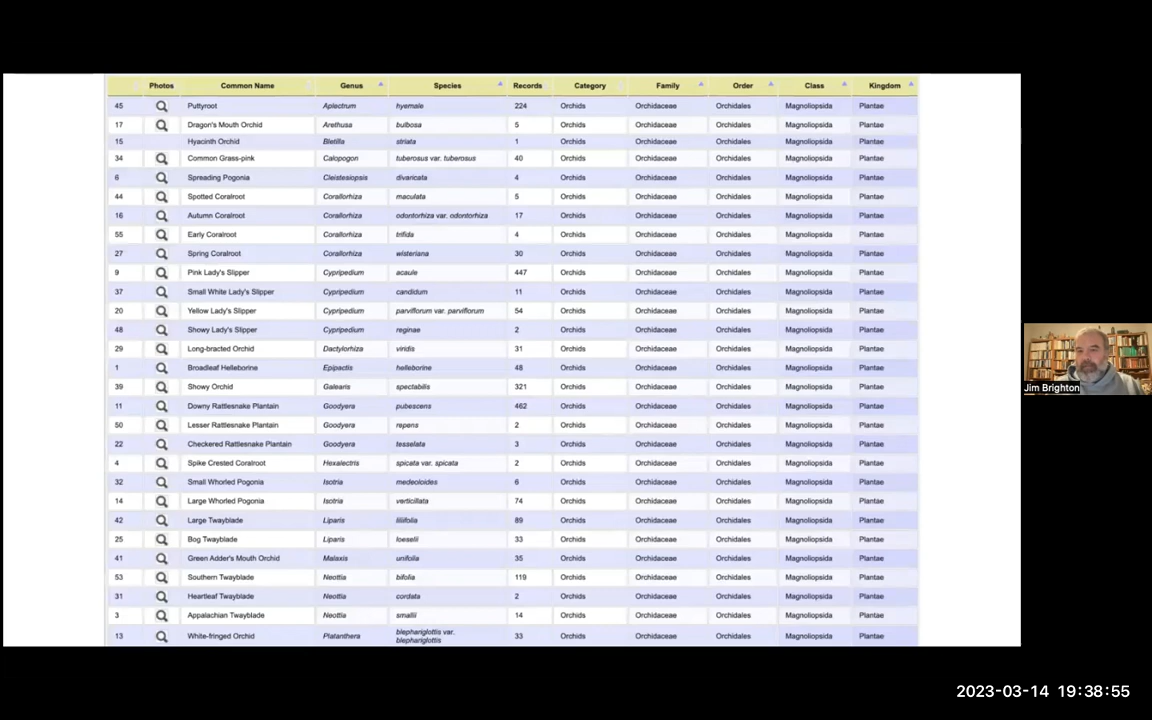 Photos Common Name Genus Species Records Category Family Order Class Kingdom
45 Puttyroot Aplectrum hyemale 224 Orchids Orchidaceae Orchidales Magnoliopsida Plantae
17 Dragon's Mouth Orchid Arethusa bulbosa 5 Orchids Orchidaceae Orchidales Magnoliopsida Plantae
15 Hyacinth Orchid Bletilla striata 1 Orchids Orchidaceae Orchidales Magnoliopsida Plantae
34 Common Grass-pink Calopogon tuberosus var. tuberosus 40 Orchids Orchidaceae Orchidales Magnoliopsida Plantae
6 Spreading Pogonia Cleistesiopsis divaricata 4 Orchids Orchidaceae Orchidales Magnoliopsida Plantae
44 Spotted Coralroot Corallorhiza maculata 5 Orchids Orchidaceae Orchidales Magnoliopsida Plantae
16 Autumn Coralroot Corallorhiza odontorhiza var. odontorhiza 17 Orchids Orchidaceae Orchidales Magnoliopsida Plantae
55 Early Coralroot Corallorhiza trifida 4 Orchids Orchidaceae Orchidales Magnoliopsida Plantae
27 Spring Coralroot Corallorhiza wisteriana 30 Orchids Orchidaceae Orchidales Magnoliopsida Plantae
9 Pink Lady's Slipper Cypripedium acaule 447 Orchids Orchidaceae Orchidales Magnoliopsida Plantae
37 Small White Lady's Slipper Cypripedium candidum 11 Orchids Orchidaceae Orchidales Magnoliopsida Plantae
20 Yellow Lady's Slipper Cypripedium parviflorum var. parviflorum 54 Orchids Orchidaceae Orchidales Magnoliopsida Plantae
48 Showy Lady's Slipper Cypripedium reginae 2 Orchids Orchidaceae Orchidales Magnoliopsida Plantae
29 Long-bracted Orchid Dactylorhiza viridis 31 Orchids Orchidaceae Orchidales Magnoliopsida Plantae
1 Broadleaf Helleborine Epipactis helleborine 48 Orchids Orchidaceae Orchidales Magnoliopsida Plantae
39 Showy Orchid Galearis spectabilis 321 Orchids Orchidaceae Orchidales Magnoliopsida Plantae
11 Downy Rattlesnake Plantain Goodyera pubescens 462 Orchids Orchidaceae Orchidales Magnoliopsida Plantae
50 Lesser Rattlesnake Plantain Goodyera repens 2 Orchids Orchidaceae Orchidales Magnoliopsida Plantae
22 Checkered Rattlesnake Plantain Goodyera tesselata 3 Orchids Orchidaceae Orchidales Magnoliopsida Plantae
4 Spike Crested Coralroot Hexalectris spicata var. spicata 2 Orchids Orchidaceae Orchidales Magnoliopsida Plantae
32 Small Whorled Pogonia Isotria medeoloides 6 Orchids Orchidaceae Orchidales Magnoliopsida Plantae
14 Large Whorled Pogonia Isotria verticillata 74 Orchids Orchidaceae Orchidales Magnoliopsida Plantae
42 Large Twayblade Liparis liliifolia 89 Orchids Orchidaceae Orchidales Magnoliopsida Plantae
25 Bog Twayblade Liparis loeselii 33 Orchids Orchidaceae Orchidales Magnoliopsida Plantae
41 Green Adder's Mouth Orchid Malaxis unifolia 35 Orchids Orchidaceae Orchidales Magnoliopsida Plantae
53 Southern Twayblade Neottia bifolia 119 Orchids Orchidaceae Orchidales Magnoliopsida Plantae
31 Heartleaf Twayblade Neottia cordata 2 Orchids Orchidaceae Orchidales Magnoliopsida Plantae
3 Appalachian Twayblade Neottia smallii 14 Orchids Orchidaceae Orchidales Magnoliopsida Plantae
13 White-fringed Orchid Platanthera blephariglottis var. 33 Orchids Orchidaceae Orchidales Magnoliopsida Plantae
blephariglottis
Jim Brighton
2023-03-14 19:38:55